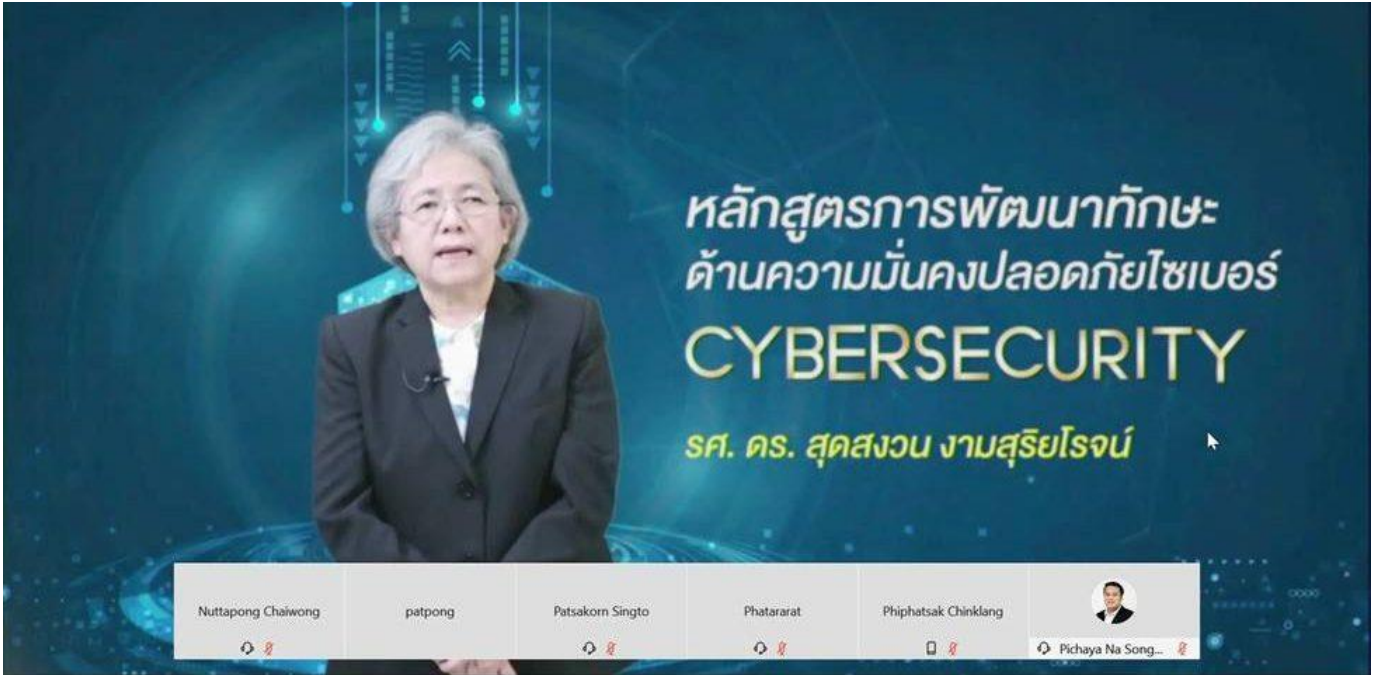 หลักสูตรการพัฒนาทักษะ
ด้านความมั่นคงปลอดภัยไซเบอร์
CYBERSECURITY
รศ. ดร. สุดสงวน งามสุริยโรจน์
Nuttapong Chaiwong
patpong
Patsakorn Singto
Phatararat
Phiphatsak Chinklang
Pichaya Na Song...